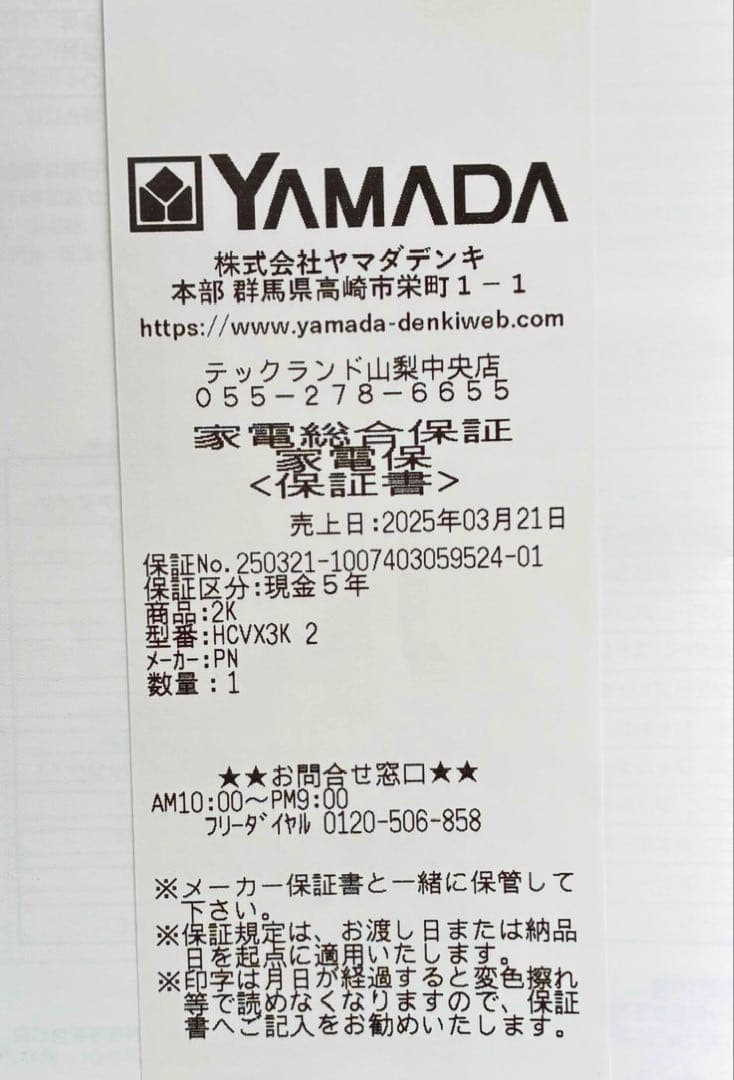 YAMADA
株式会社ヤマダデンキ
本部 群馬県高崎市栄町１－１
https://www.yamada-denkiweb.com
テックランド山梨中央店
０５５－２７８－６６５５
家電総合保証
家電保
<保証書>
売上日:2025年03月21日
保証No.250321-1007403059524-01
保証区分:現金５年
商品:2K
型番:HCVX3K 2
ﾒｰｶｰ:PN
数量:1
★★お問合せ窓口★★
AM10:00～PM9:00
ﾌﾘｰﾀﾞｲﾔﾙ 0120-506-858
※メーカー保証書と一緒に保管して
下さい。
※保証規定は、お渡し日または納品
日を起点に適用いたします。
※印字は月日が経過すると変色擦れ
等で読めなくなりますので、保証
書へご記入をお勧めいたします。